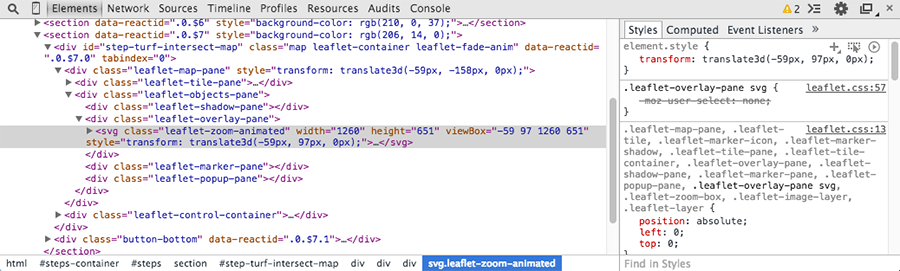 Elements Network Sources Timeline Profiles Resources Audits Console 2
<section data-reactid=".0.$6" style="background-color: rgb(210, 0, 37);">…</section>
<section data-reactid=".0.$7" style="background-color: rgb(206, 14, 0);">
<div id="step-turf-intersect-map" class="map leaflet-container leaflet-fade-anim" data-reactid=
".0.$7.0" tabindex="0">
<div class="leaflet-map-pane" style="transform: translate3d(-59px, -158px, 0px);">
<div class="leaflet-tile-pane">…</div>
<div class="leaflet-objects-pane">
<div class="leaflet-shadow-pane"></div>
<div class="leaflet-overlay-pane">
<svg class="leaflet-zoom-animated" width="1260" height="651" viewBox="-59 97 1260 651"
style="transform: translate3d(-59px, 97px, 0px);">…</svg>
</div>
<div class="leaflet-marker-pane"></div>
<div class="leaflet-popup-pane"></div>
</div>
</div>
<div class="leaflet-control-container">…</div>
</div>
<div class="button-bottom" data-reactid=".0.$7.1">…</div>
html #steps-container #steps section #step-turf-intersect-map div div div svg.leaflet-zoom-animated
Styles Computed Event Listeners »
element.style {
transform: translate3d(-59px, 97px, 0px);
}
.leaflet-overlay-pane svg { leaflet.css:57
-moz-user-select: none;
}
.leaflet-map-pane, .leaflet- leaflet.css:13
tile, .leaflet-marker-icon, .leaflet-marker-
shadow, .leaflet-tile-pane, .leaflet-tile-
container, .leaflet-overlay-pane, .leaflet-
shadow-pane, .leaflet-marker-pane, .leaflet-
popup-pane, .leaflet-overlay-pane svg,
.leaflet-zoom-box, .leaflet-image-layer,
.leaflet-layer {
position: absolute;
left: 0;
top: 0;
Find in Styles